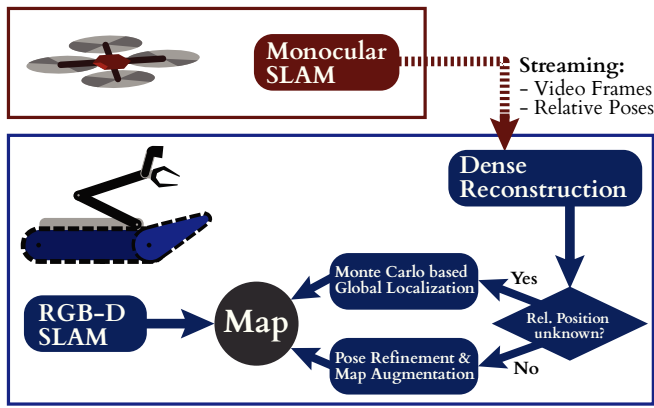 Monocular
SLAM
Streaming:
- Video Frames
- Relative Poses
Dense
Reconstruction
Monte Carlo based
Global Localization
Yes
RGB-D
SLAM
Map
Rel. Position
unknown?
Pose Refinement &
Map Augmentation
No